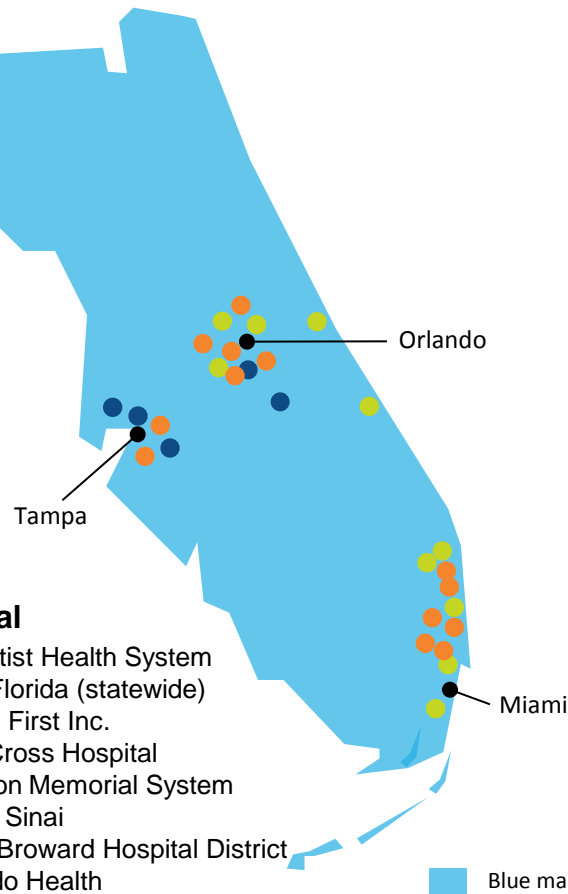 Orlando
Tampa
al
tist Health System
Florida (statewide)
First Inc.
Cross Hospital
on Memorial System
Sinai
Broward Hospital District
do Health
Miami
Blue ma